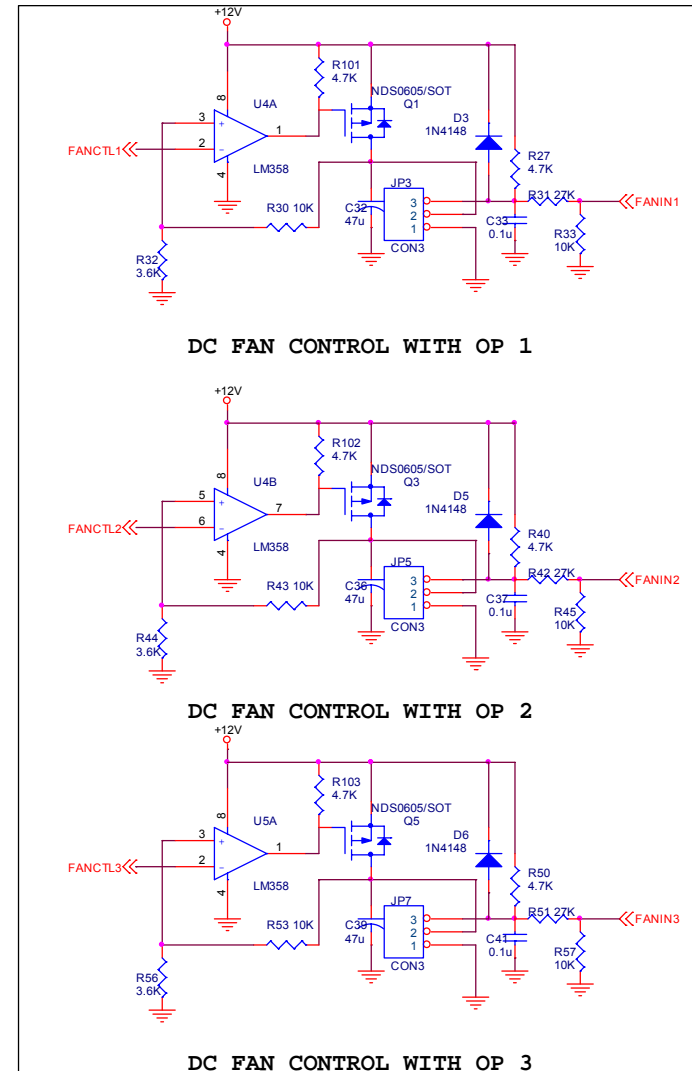 +12V
R101
4.7K
NDS0605/SOT
Q1
8
U4A
3
+
1
2
-
FANCTL1
4
LM358
D3
1N4148
R27
4.7K
JP3
R30 10K
C32
47u
3
2
1
CON3
R31 27K
FANIN1
C33
0.1u
R33
10K
R32
3.6K
DC FAN CONTROL WITH OP 1
+12V
R102
4.7K
NDS0605/SOT
Q3
8
U4B
5
+
7
6
-
FANCTL2
4
LM358
D5
1N4148
R40
4.7K
JP5
R43 10K
C36
47u
3
2
1
CON3
R42 27K
FANIN2
C37
0.1u
R45
10K
R44
3.6K
DC FAN CONTROL WITH OP 2
+12V
R103
4.7K
NDS0605/SOT
Q5
8
U5A
3
+
1
2
-
FANCTL3
4
LM358
D6
1N4148
R50
4.7K
JP7
R53 10K
C39
47u
3
2
1
CON3
R51 27K
FANIN3
C41
0.1u
R57
10K
R56
3.6K
DC FAN CONTROL WITH OP 3